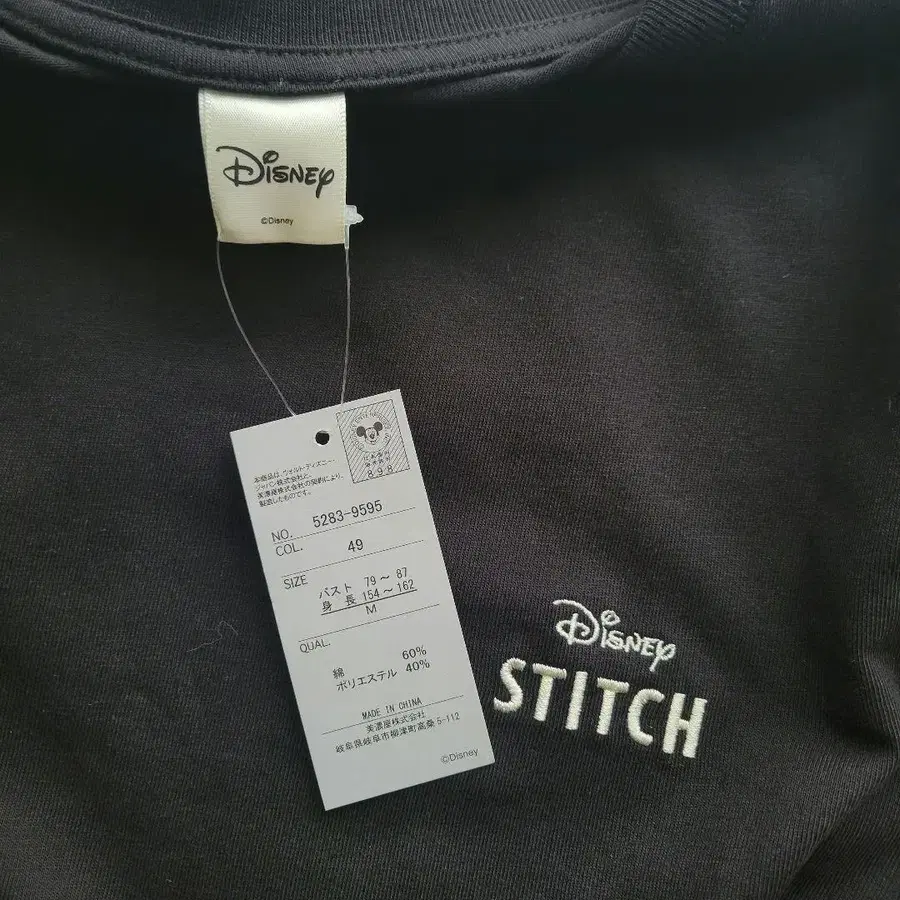 Disney
©Disney
本商品は、ウォルト・ディズニー・
ジャパン株式会社と、
美濃屋株式会社の契約により、
製造したものです。
898
NO. 5283-9595
COL. 49
SIZE
バスト 79～ 87
身 長 154～162
M
QUAL.
綿 60%
ポリエステル 40%
MADE IN CHINA
美濃屋株式会社
岐阜県岐阜市柳津町高桑5-112
©Disney
Disney
STITCH